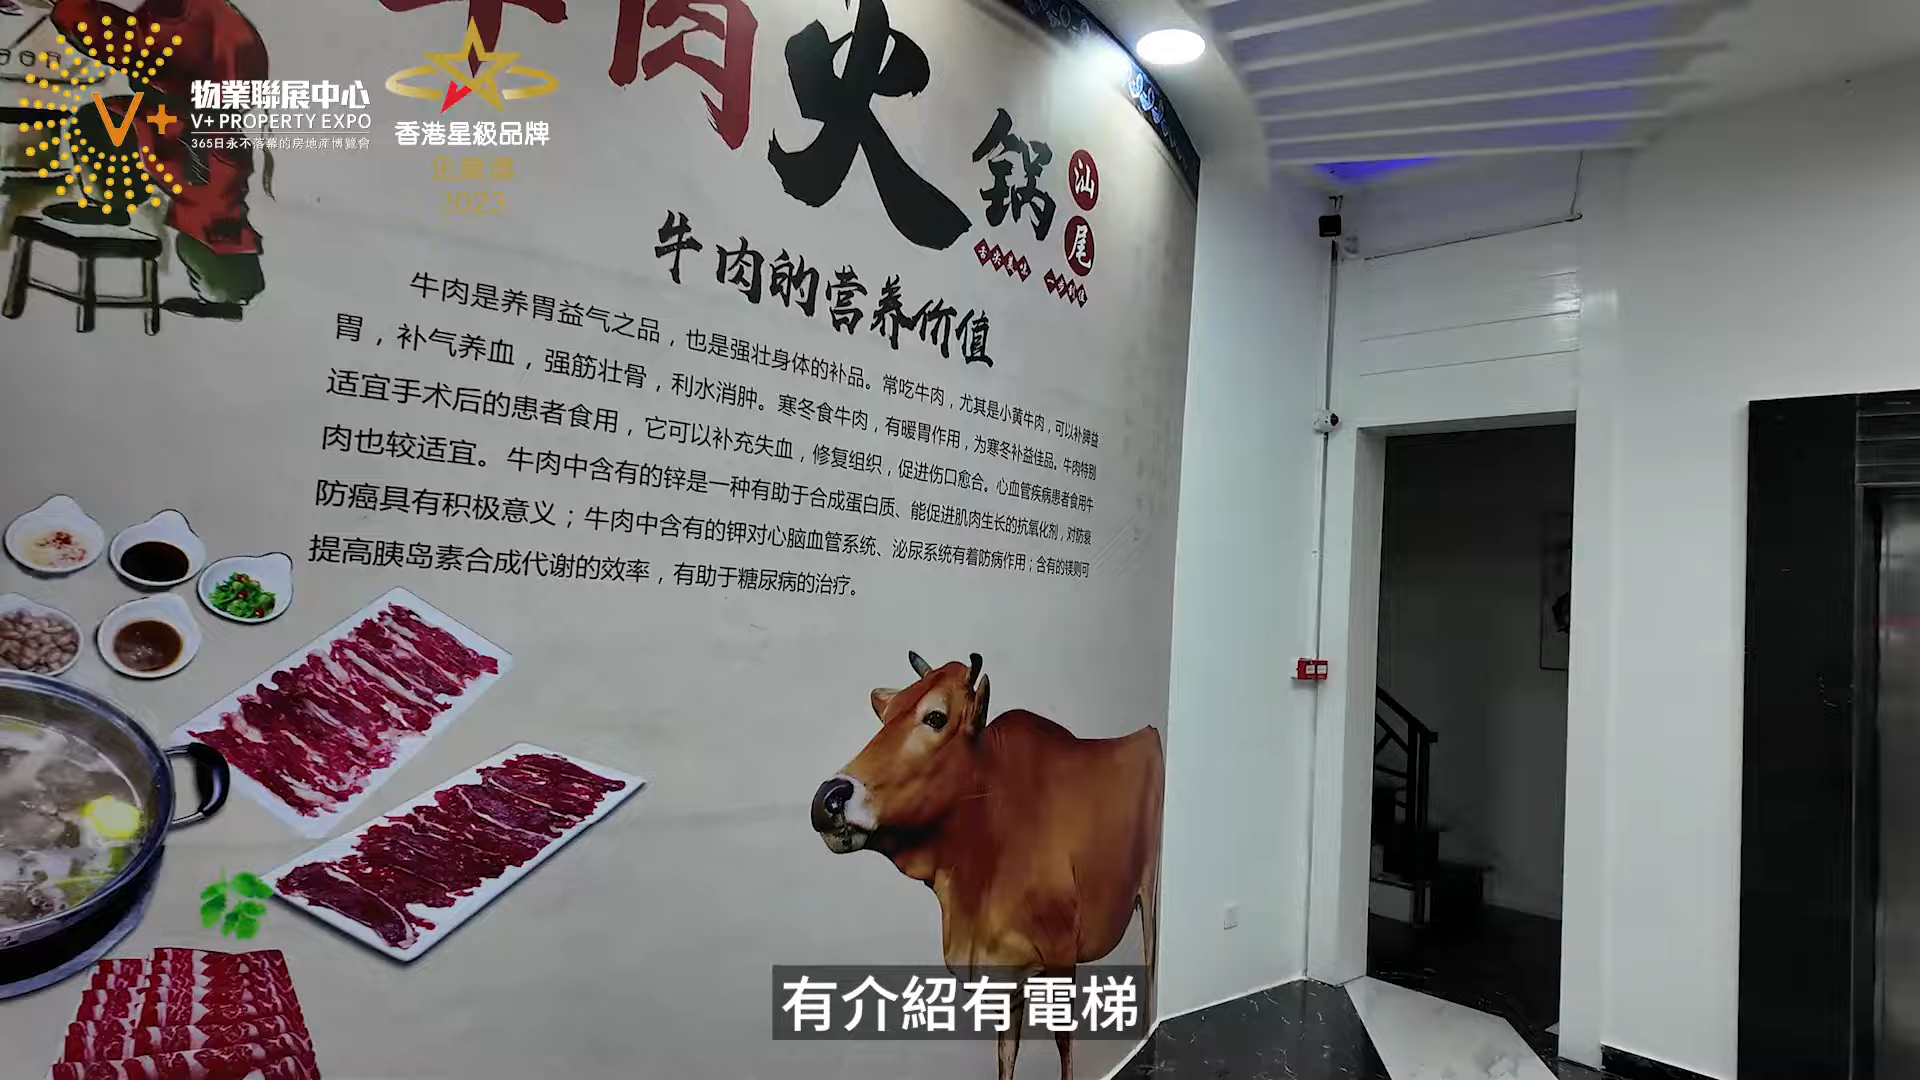 牛肉火锅
汕尾
物業聯展中心
V+ PROPERTY EXPO
365日永不落幕的房地産博覽會
香港星級品牌
企業獎
2023
牛肉的营养价值
牛肉是养胃益气之品，也是强壮身体的补品。常吃牛肉，尤其是小黄牛肉，可以补脾益
胃，补气养血，强筋壮骨，利水消肿。寒冬食牛肉，有暖胃作用，为寒冬补益佳品。牛肉特别
适宜手术后的患者食用，它可以补充失血，修复组织，促进伤口愈合。心血管疾病患者食用牛
肉也较适宜。牛肉中含有的锌是一种有助于合成蛋白质、能促进肌肉生长的抗氧化剂，对防衰
防癌具有积极意义；牛肉中含有的钾对心脑血管系统、泌尿系统有着防病作用；含有的镁则可
提高胰岛素合成代谢的效率，有助于糖尿病的治疗。
有介紹有電梯